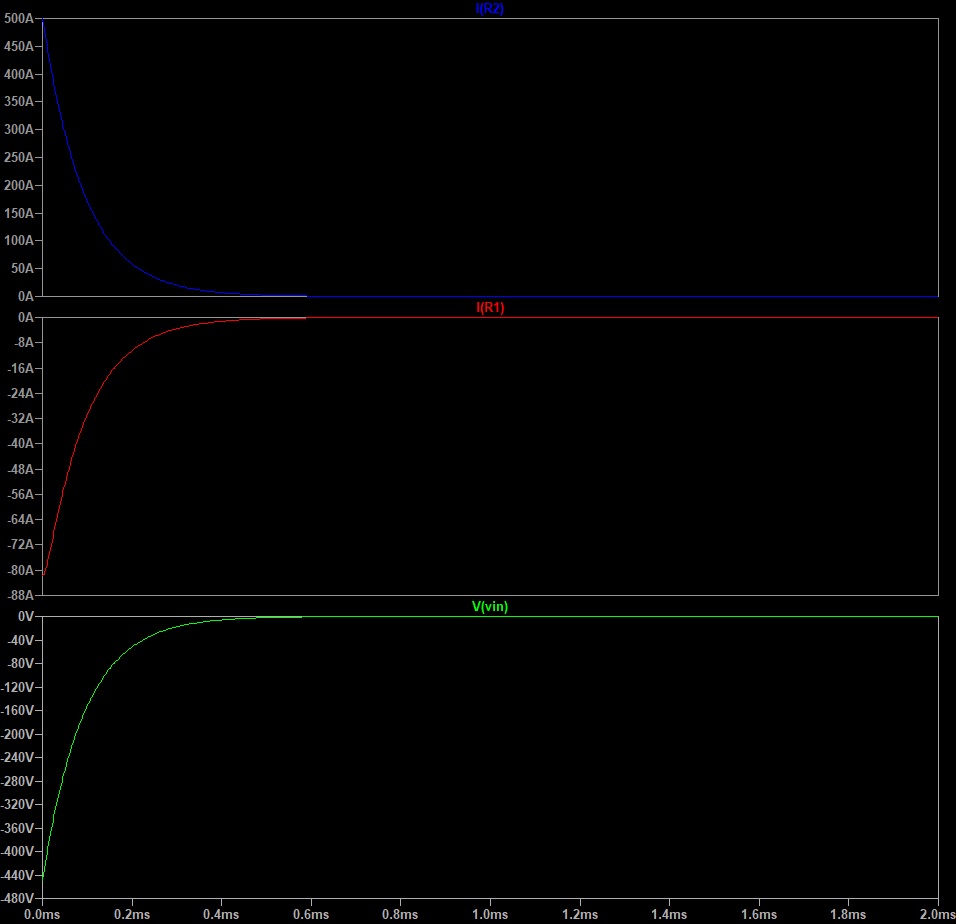 I(R2)
500A
450A
400A
350A
300A
250A
200A
150A
100A
50A
0A
I(R1)
0A
-8A
-16A
-24A
-32A
-40A
-48A
-56A
-64A
-72A
-80A
-88A
V(vin)
0V
-40V
-80V
-120V
-160V
-200V
-240V
-280V
-320V
-360V
-400V
-440V
-480V
0.0ms 0.2ms 0.4ms 0.6ms 0.8ms 1.0ms 1.2ms 1.4ms 1.6ms 1.8ms 2.0ms